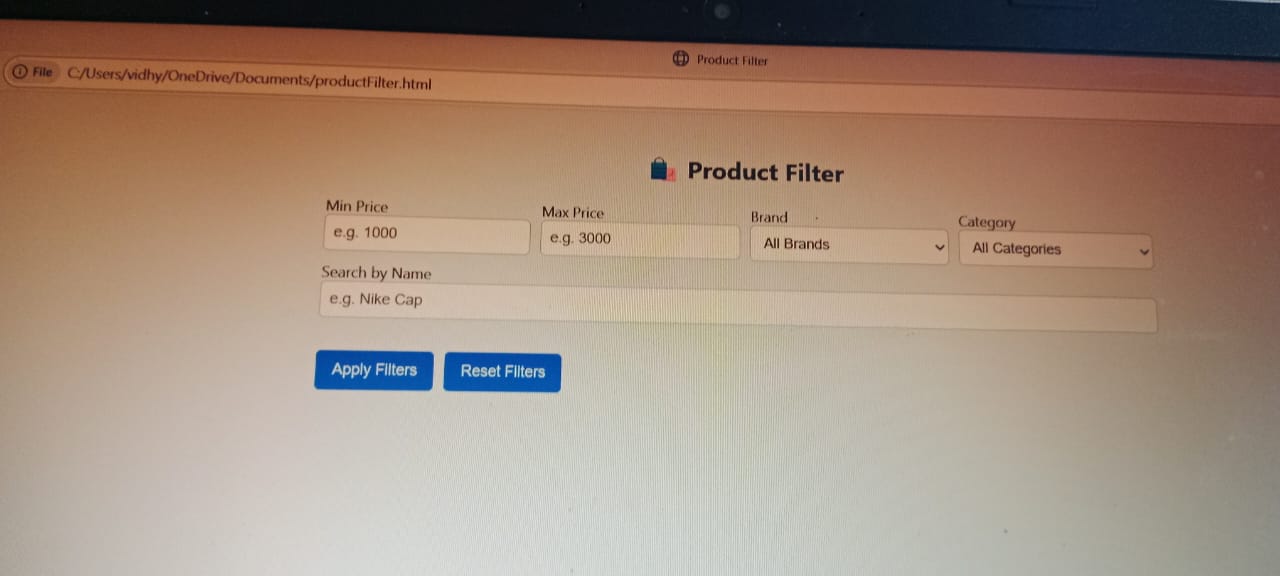 Product Filter
File C:/Users/vidhy/OneDrive/Documents/productFilter.html
Product Filter
Min Price Max Price Brand Category
e.g. 1000 e.g. 3000 All Brands All Categories
Search by Name
e.g. Nike Cap
Apply Filters Reset Filters